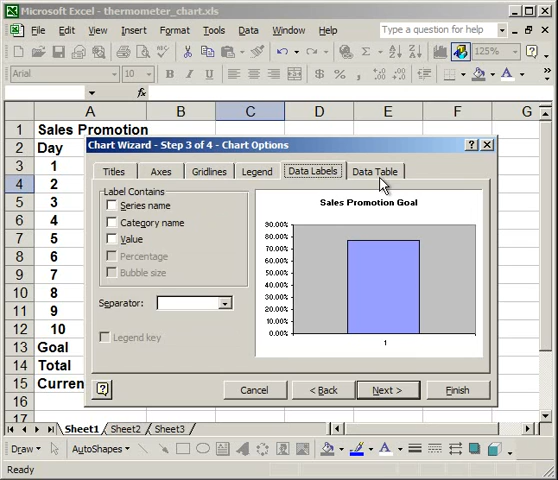 Microsoft Excel - thermometer_chart.xls
File Edit View Insert Format Tools Data Window Help Type a question for help
125%
Arial 10 B I U $ % ,
fx
A B C D E F G
1 Sales Promotion
2 Day
3 1
4 2
5 3
6 4
7 5
8 6
9 7
10 8
11 9
12 10
13 Goal
14 Total
15 Curren
16
17
Chart Wizard - Step 3 of 4 - Chart Options
Titles Axes Gridlines Legend Data Labels Data Table
Label Contains
Series name
Category name
Value
Percentage
Bubble size
Separator:
Legend key
Sales Promotion Goal
90.00%
80.00%
70.00%
60.00%
50.00%
40.00%
30.00%
20.00%
10.00%
0.00%
1
Cancel < Back Next > Finish
Sheet1 Sheet2 Sheet3
Draw AutoShapes
Ready